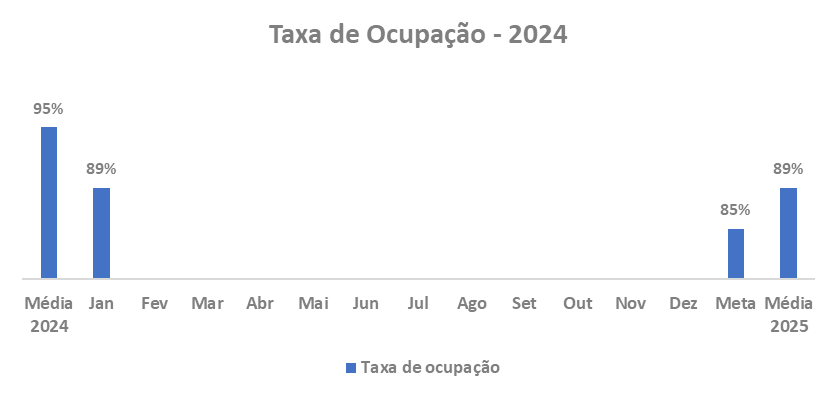 Taxa de Ocupação - 2024
95%
89%
85%
89%
Média 2024
Jan
Fev
Mar
Abr
Mai
Jun
Jul
Ago
Set
Out
Nov
Dez
Meta
Média 2025
Taxa de ocupação